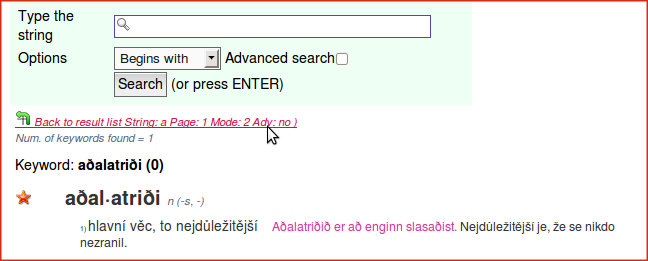 Type the
string
Options Begins with Advanced search
Search (or press ENTER)
Back to result list String: a Page: 1 Mode: 2 Adv: no )
Num. of keywords found = 1
Keyword: aðalatriði (0)
aðal·atriði n (-s, -)
1) hlavní věc, to nejdůležitější Aðalatriðið er að enginn slasaðist. Nejdůležitější je, že se nikdo
nezranil.